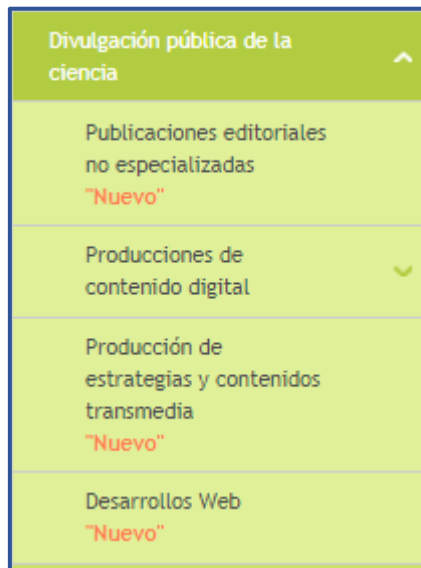 Divulgación pública de la
ciencia
Publicaciones editoriales
no especializadas
"Nuevo"
Producciones de
contenido digital
Producción de
estrategias y contenidos
transmedia
"Nuevo"
Desarrollos Web
"Nuevo"